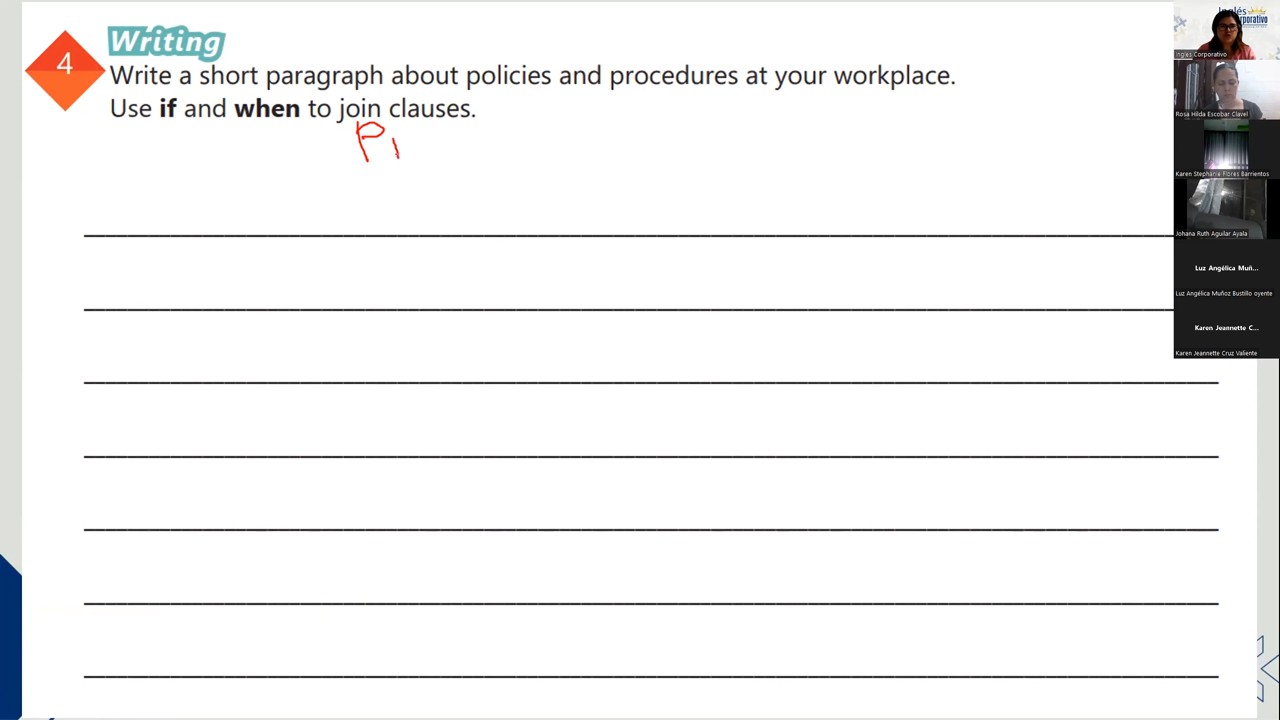 4
Writing
Write a short paragraph about policies and procedures at your workplace.
Use if and when to join clauses.
Inglés
Corporativo
Ingles Corporativo
Rosa Hilda Escobar Clavel
Karen Stephanie Flores Barrientos
Johana Ruth Aguilar Ayala
Luz Angélica Muñ...
Luz Angélica Muñoz Bustillo oyente
Karen Jeannette C...
Karen Jeannette Cruz Valiente